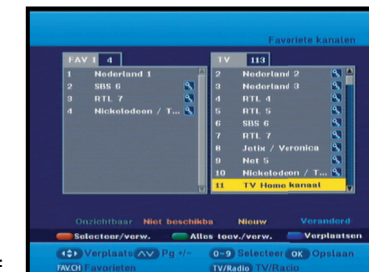 Favoriete kanalen
FAV 1 4
TV 113
1 Nederland 1
2 SBS 6
3 RTL 7
4 Nickelodeon / T...
2 Nederland 2
3 Nederland 3
4 RTL 4
5 RTL 5
6 SBS 6
7 RTL 7
8 Jetix / Veronica
9 Net 5
10 Nickelodeon / T...
11 TV Home kanaal
Onzichtbaar Niet beschikba Nieuw Veranderd
Selecteer/verw. Alles toev./verw. Verplaatsen
Verplaats Pg +/- 0~9 Selecteer OK Opslaan
FAV.CH Favorieten TV/Radio TV/Racio